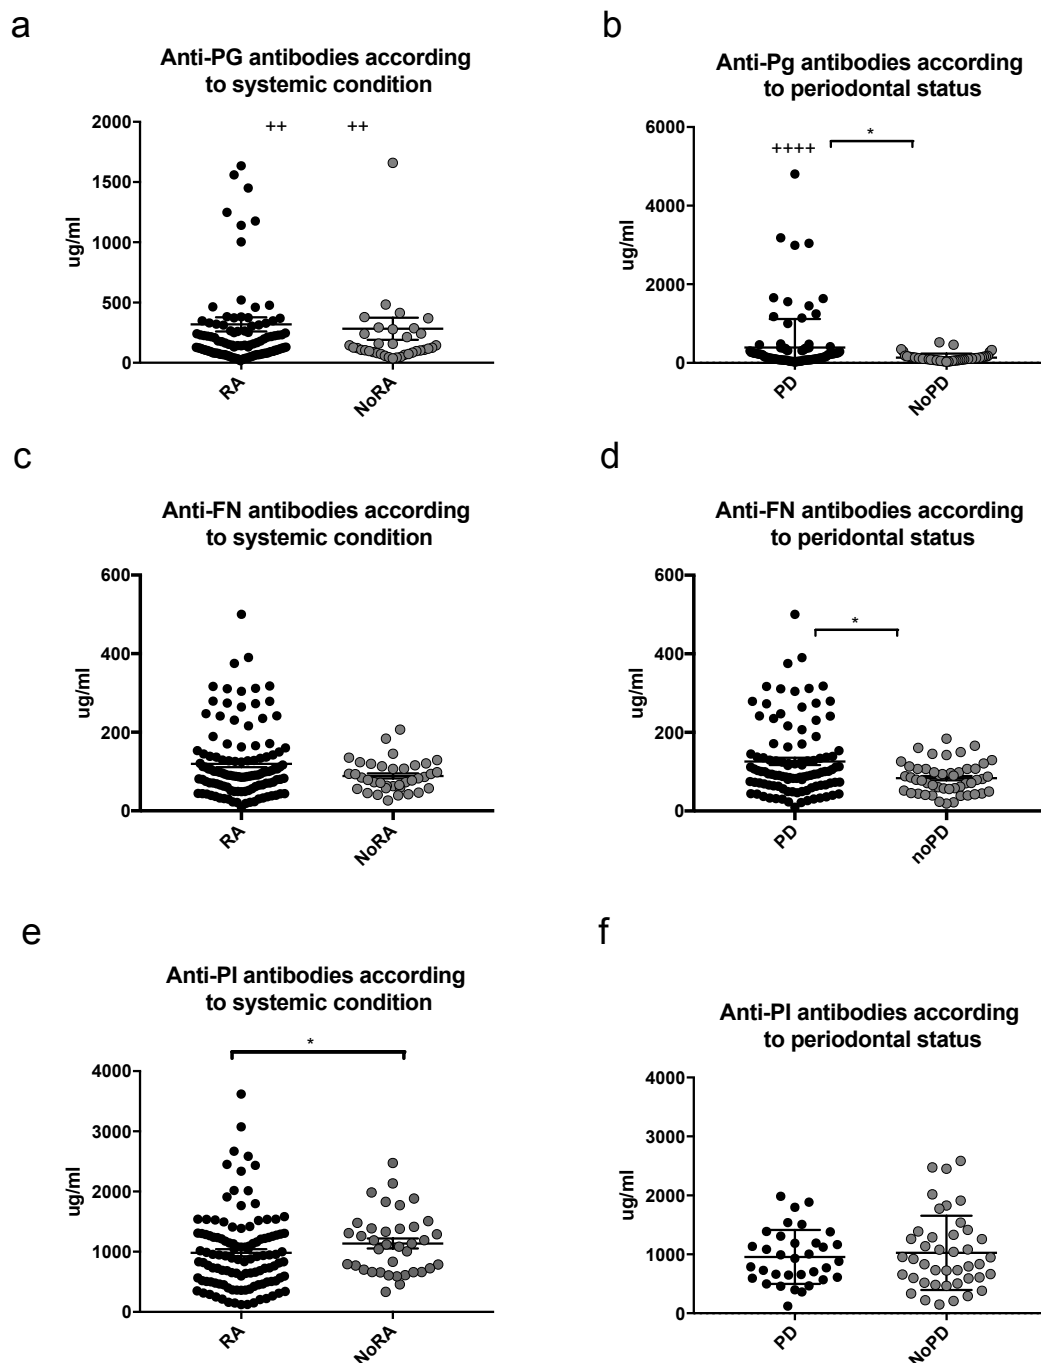 a
Anti-PG antibodies according
to systemic condition
2000
1500
1000
500
0
ug/ml
++
++
RA
NoRA
b
Anti-Pg antibodies according
to periodontal status
6000
4000
2000
0
ug/ml
++++
*
PD
NoPD
c
Anti-FN antibodies according
to systemic condition
600
400
200
0
ug/ml
RA
NoRA
d
Anti-FN antibodies according
to peridontal status
600
400
200
0
ug/ml
*
PD
noPD
e
Anti-PI antibodies according
to systemic condition
*
4000
3000
2000
1000
0
ug/ml
RA
NoRA
f
Anti-PI antibodies according
to periodontal status
4000
3000
2000
1000
0
ug/ml
PD
NoPD